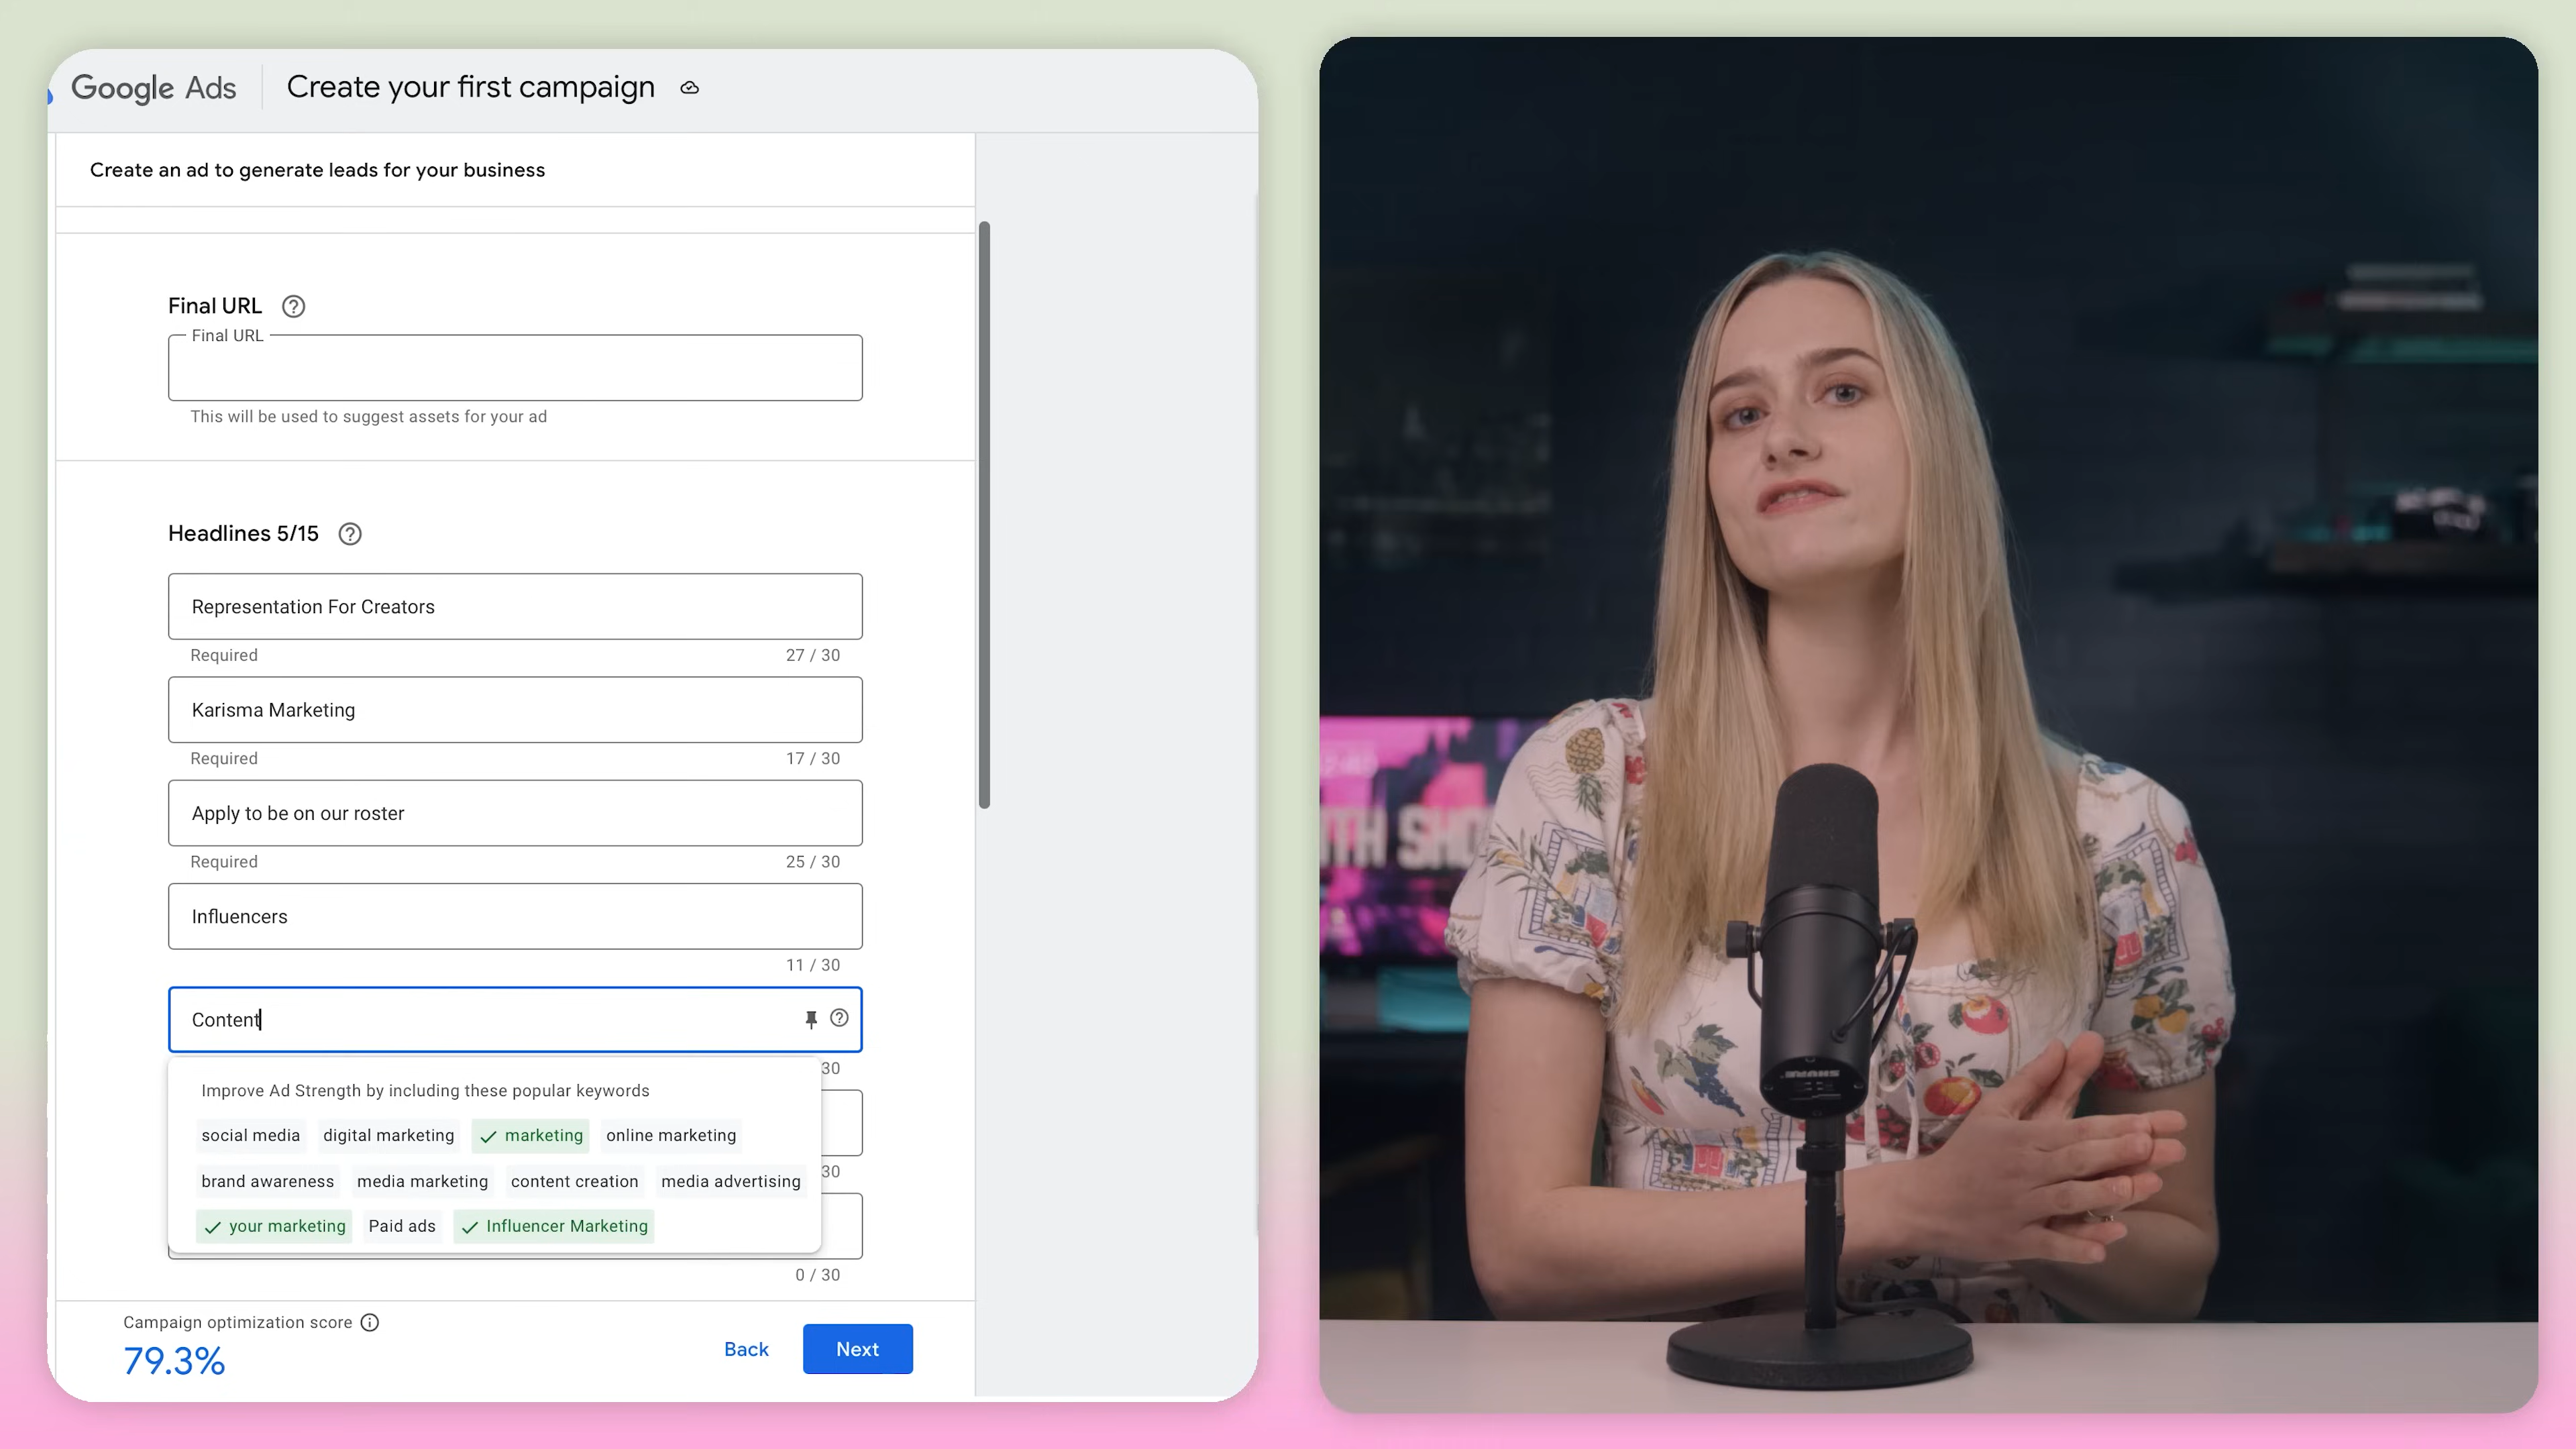 Google Ads
Create your first campaign
Create an ad to generate leads for your business
Final URL
Final URL
This will be used to suggest assets for your ad
Headlines 5/15
Representation For Creators
Required 27 / 30
Karisma Marketing
Required 17 / 30
Apply to be on our roster
Required 25 / 30
Influencers
11 / 30
Content
30
Improve Ad Strength by including these popular keywords
social media digital marketing marketing online marketing
30
brand awareness media marketing content creation media advertising
your marketing Paid ads Influencer Marketing
0 / 30
Campaign optimization score
79.3%
Back Next
SHURE